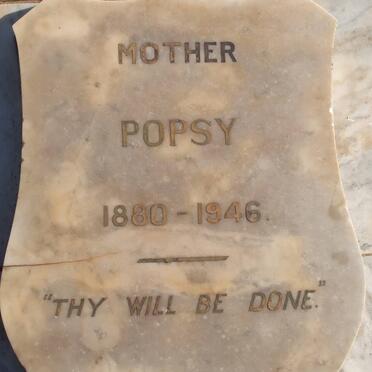 MOTHER
POPSY
1880 - 1946.
"THY WILL BE DONE."